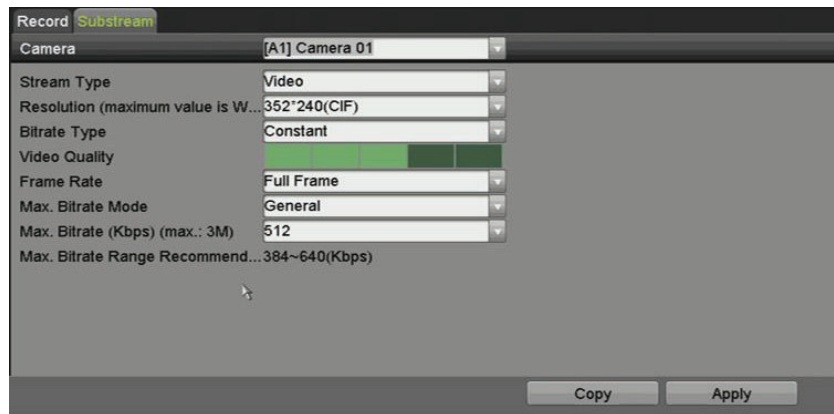 Record Substream
Camera [A1] Camera 01
Stream Type Video
Resolution (maximum value is W... 352*240(CIF)
Bitrate Type Constant
Video Quality
Frame Rate Full Frame
Max. Bitrate Mode General
Max. Bitrate (Kbps) (max.: 3M) 512
Max. Bitrate Range Recommend... 384~640(Kbps)
Copy Apply